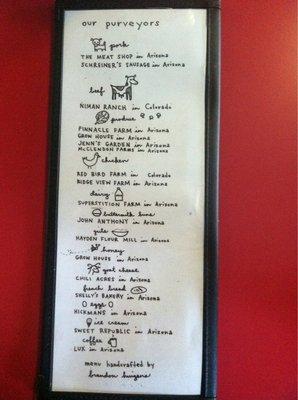 our purveyors
pork
THE MEAT SHOP in Arizona
SCHREINER'S SAUSAGE in Arizona
beef
NIMAN RANCH in Colorado
produce
PINNACLE FARM in Arizona
GROW HOUSE in Arizona
JENN'S GARDEN in Arizona
MCCLENDON FARMS in Arizona
chicken
RED BIRD FARM in Colorado
RIDGE VIEW FARM in Arizona
dairy
SUPERSTITION FARM in Arizona
buttermilk buns
JOHN ANTHONY in Arizona
grits
HAYDEN FLOUR MILL in Arizona
honey
GROW HOUSE in Arizona
goat cheese
CHILI ACRES in Arizona
french bread
SHELLY'S BAKERY in Arizona
eggs
HICKMANS in Arizona
ice cream
SWEET REPUBLIC in Arizona
coffee
LUX in Arizona
menu handcrafted by
brandon